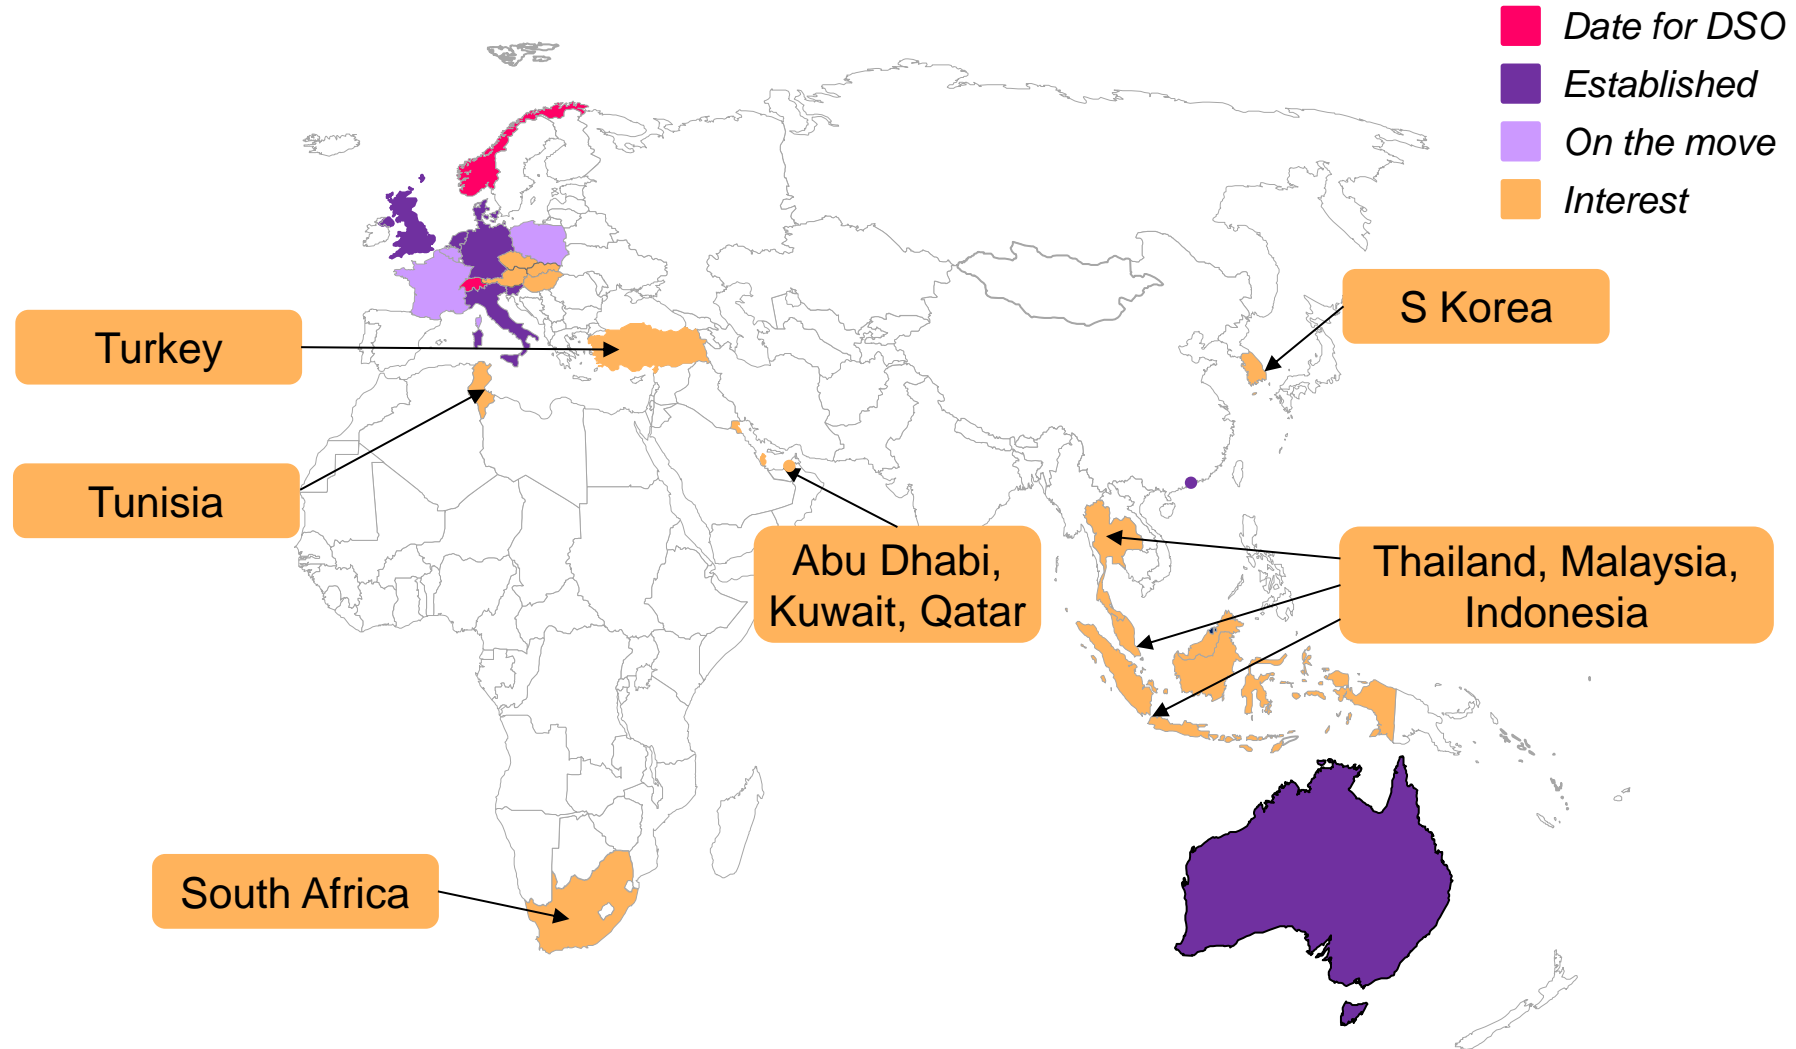 Date for DSO
Established
On the move
Interest
S Korea
Turkey
Tunisia
Abu Dhabi,
Kuwait, Qatar
Thailand, Malaysia,
Indonesia
South Africa